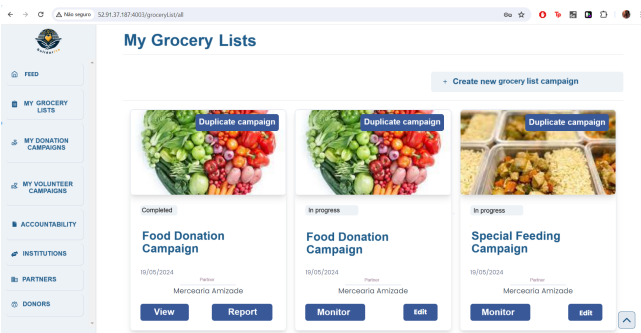 Não seguro 52.91.37.187:4003/groceryList/all
My Grocery Lists
FEED
MY GROCERY
LISTS
MY DONATION
CAMPAIGNS
MY VOLUNTEER
CAMPAIGNS
ACCOUNTABILITY
INSTITUTIONS
PARTNERS
DONORS
+ Create new grocery list campaign
Duplicate campaign
Completed
Food Donation
Campaign
19/05/2024
Partner
Mercearia Amizade
View Report
Duplicate campaign
In progress
Food Donation
Campaign
19/05/2024
Partner
Mercearia Amizade
Monitor Edit
Duplicate campaign
In progress
Special Feeding
Campaign
19/05/2024
Partner
Mercearia Amizade
Monitor Edit